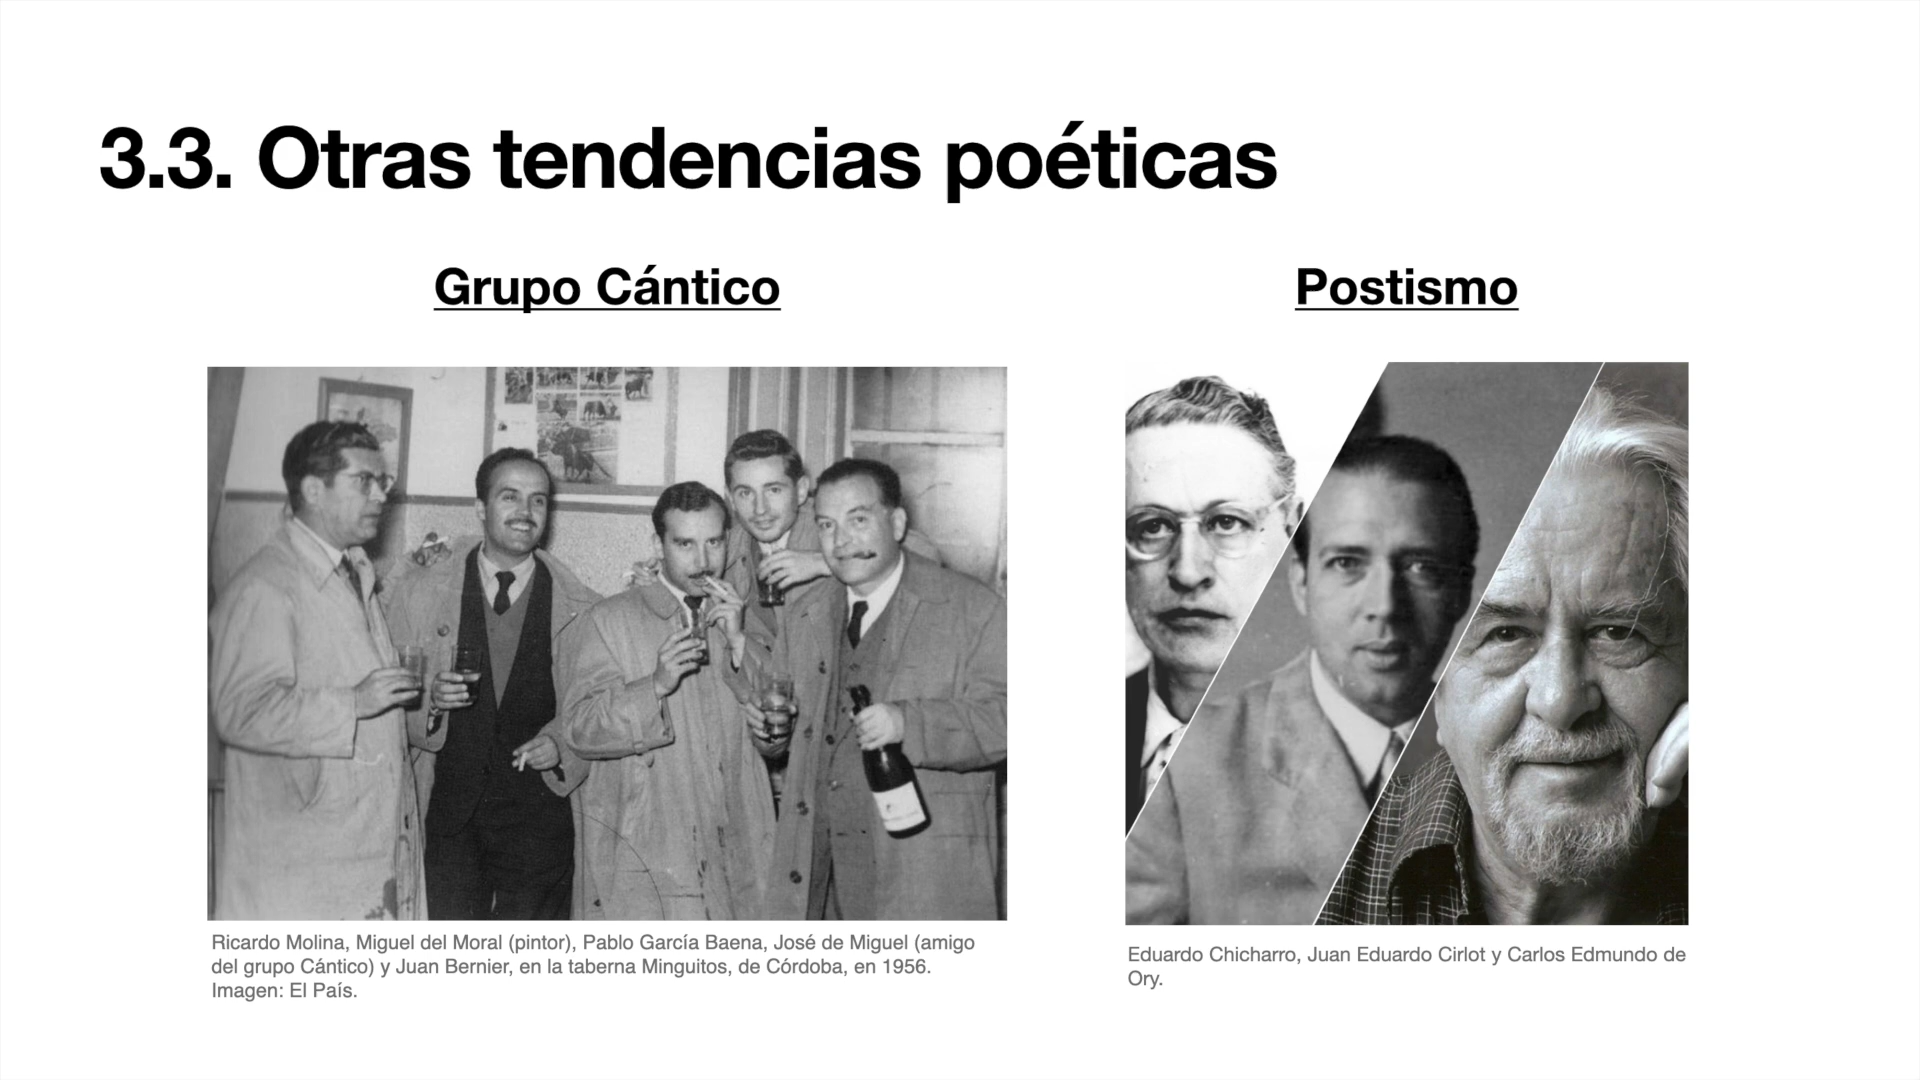 3.3. Otras tendencias poéticas
Grupo Cántico
Postismo
Ricardo Molina, Miguel del Moral (pintor), Pablo García Baena, José de Miguel (amigo
del grupo Cántico) y Juan Bernier, en la taberna Minguitos, de Córdoba, en 1956.
Imagen: El País.
Eduardo Chicharro, Juan Eduardo Cirlot y Carlos Edmundo de
Ory.